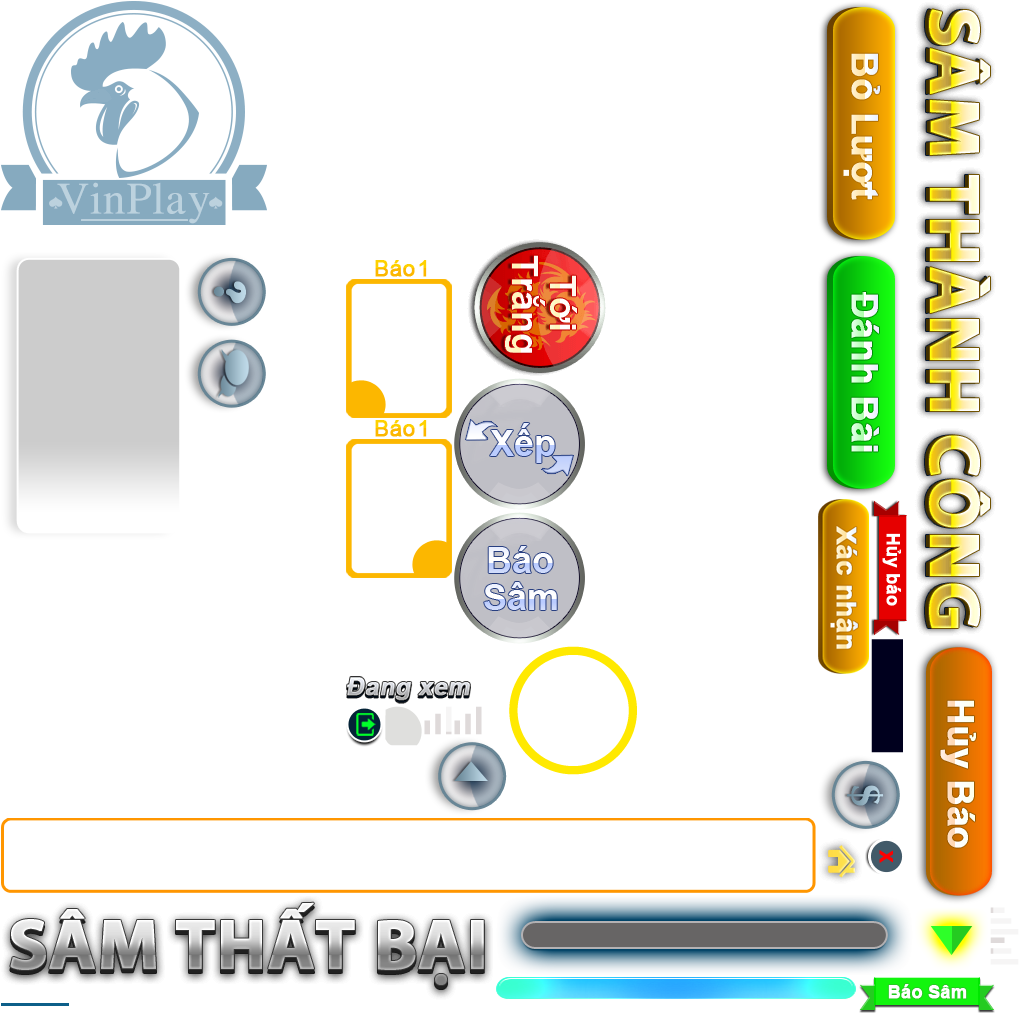 VinPlay
Báo 1
Báo 1
Tới
Trắng
Xếp
Báo
Sâm
Bỏ Lượt
Đánh Bài
Xác nhận
Hủy báo
SÂM THÀNH CÔNG
Hủy Báo
Đang xem
SÂM THẤT BẠI
Báo Sâm